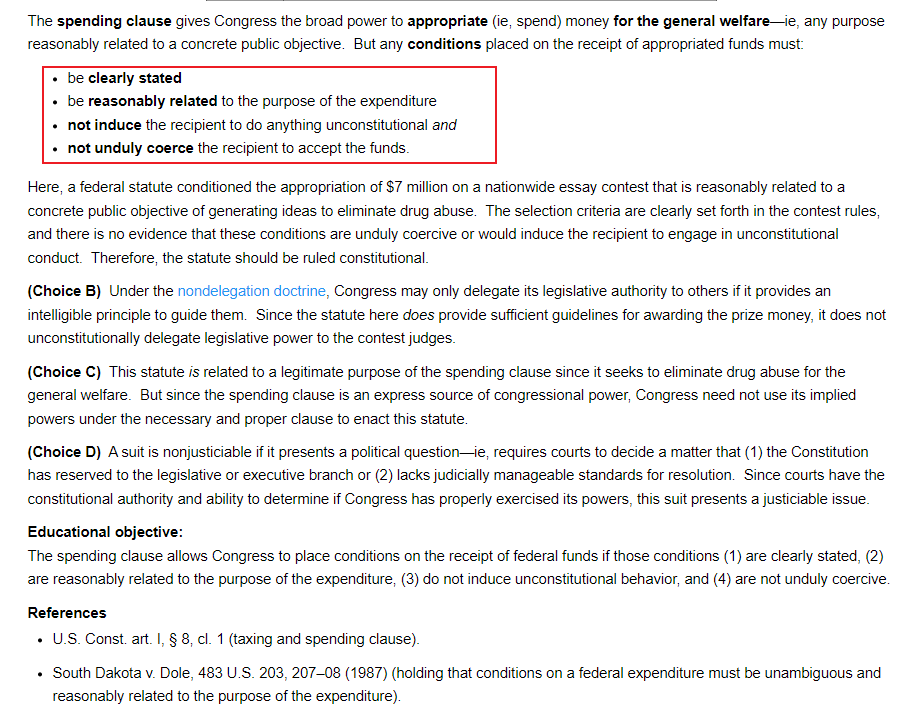 The spending clause gives Congress the broad power to appropriate (ie, spend) money for the general welfare—ie, any purpose
reasonably related to a concrete public objective. But any conditions placed on the receipt of appropriated funds must:
• be clearly stated
• be reasonably related to the purpose of the expenditure
• not induce the recipient to do anything unconstitutional and
• not unduly coerce the recipient to accept the funds.
Here, a federal statute conditioned the appropriation of $7 million on a nationwide essay contest that is reasonably related to a
concrete public objective of generating ideas to eliminate drug abuse. The selection criteria are clearly set forth in the contest rules,
and there is no evidence that these conditions are unduly coercive or would induce the recipient to engage in unconstitutional
conduct. Therefore, the statute should be ruled constitutional.
(Choice B) Under the nondelegation doctrine, Congress may only delegate its legislative authority to others if it provides an
intelligible principle to guide them. Since the statute here does provide sufficient guidelines for awarding the prize money, it does not
unconstitutionally delegate legislative power to the contest judges.
(Choice C) This statute is related to a legitimate purpose of the spending clause since it seeks to eliminate drug abuse for the
general welfare. But since the spending clause is an express source of congressional power, Congress need not use its implied
powers under the necessary and proper clause to enact this statute.
(Choice D) A suit is nonjusticiable if it presents a political question—ie, requires courts to decide a matter that (1) the Constitution
has reserved to the legislative or executive branch or (2) lacks judicially manageable standards for resolution. Since courts have the
constitutional authority and ability to determine if Congress has properly exercised its powers, this suit presents a justiciable issue.
Educational objective:
The spending clause allows Congress to place conditions on the receipt of federal funds if those conditions (1) are clearly stated, (2)
are reasonably related to the purpose of the expenditure, (3) do not induce unconstitutional behavior, and (4) are not unduly coercive.
References
• U.S. Const. art. I, § 8, cl. 1 (taxing and spending clause).
• South Dakota v. Dole, 483 U.S. 203, 207–08 (1987) (holding that conditions on a federal expenditure must be unambiguous and
reasonably related to the purpose of the expenditure).